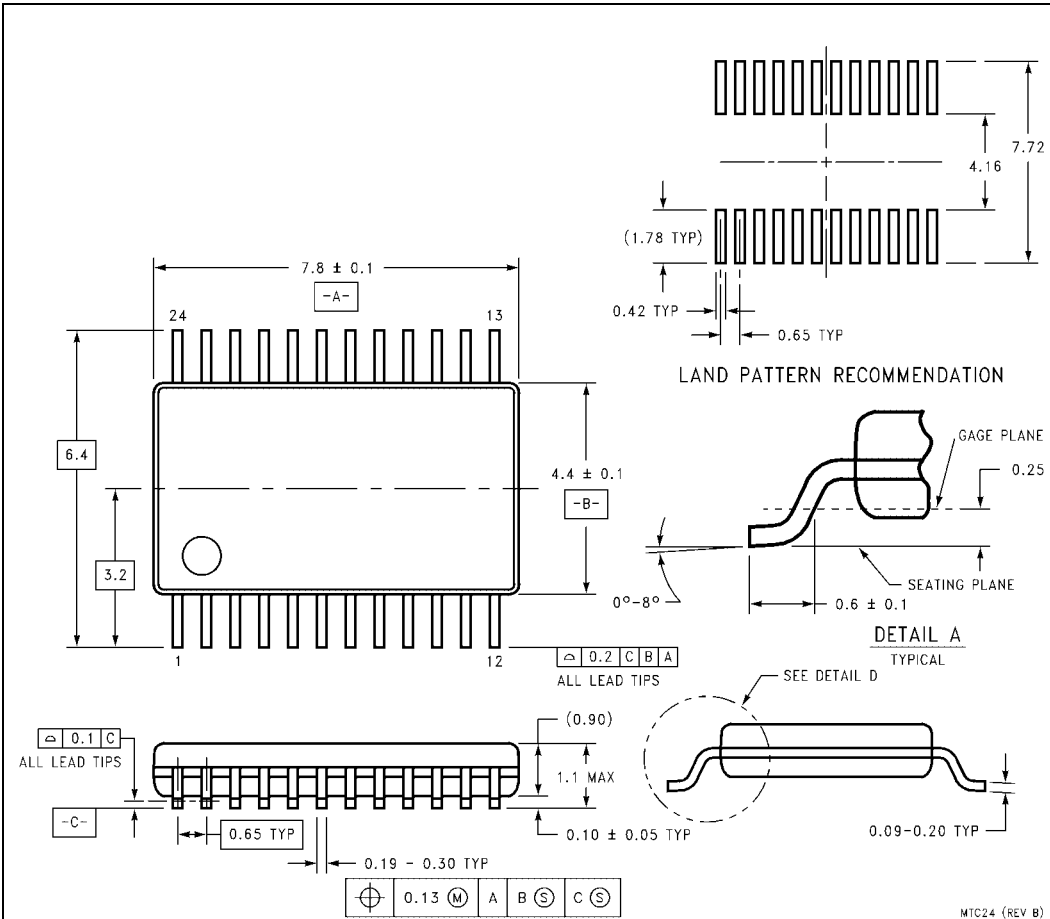 7.72
4.16
(1.78 TYP)
0.42 TYP
0.65 TYP
LAND PATTERN RECOMMENDATION
7.8 ± 0.1
-A-
24
13
6.4
3.2
4.4 ± 0.1
-B-
1
12
⌓ 0.2 C B A
ALL LEAD TIPS
GAGE PLANE
0.25
SEATING PLANE
0°-8°
0.6 ± 0.1
DETAIL A
TYPICAL
SEE DETAIL D
⌓ 0.1 C
ALL LEAD TIPS
(0.90)
1.1 MAX
-C-
0.65 TYP
0.10 ± 0.05 TYP
0.19 - 0.30 TYP
0.09-0.20 TYP
⌖ 0.13 Ⓜ A B Ⓢ C Ⓢ
MTC24 (REV B)